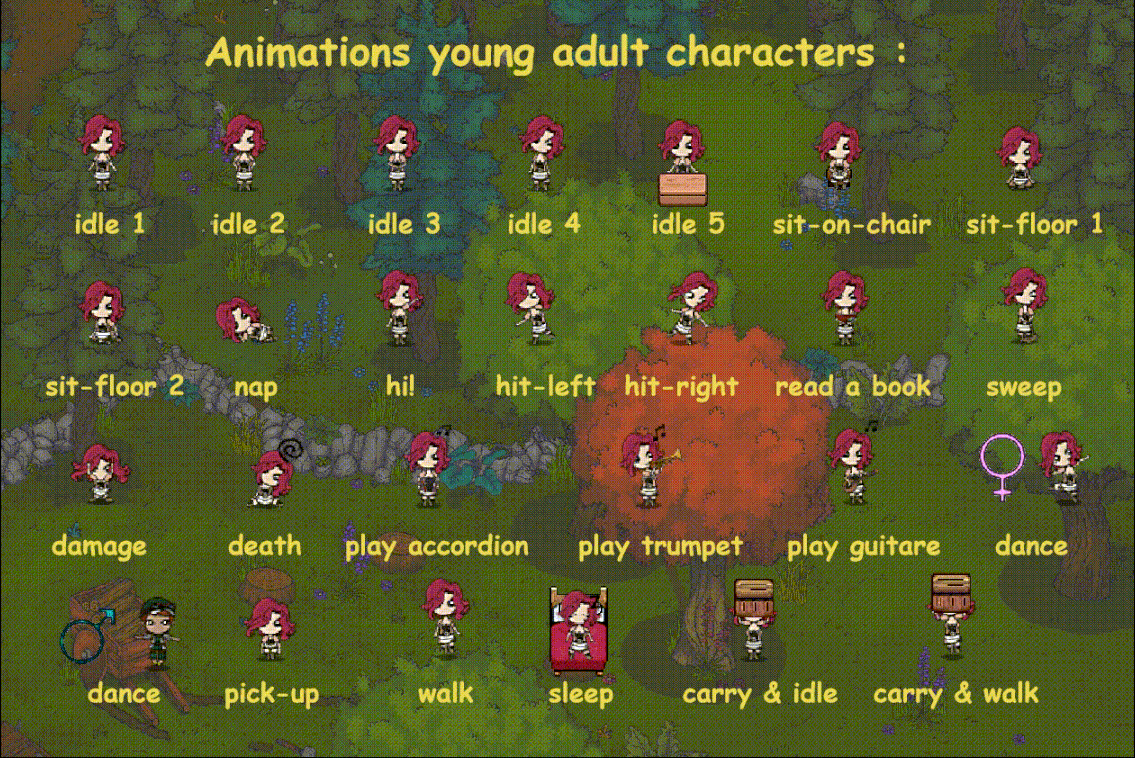 Animations young adult characters :
idle 1 idle 2 idle 3 idle 4 idle 5 sit-on-chair sit-floor 1
sit-floor 2 nap hi! hit-left hit-right read a book sweep
damage death play accordion play trumpet play guitare dance
dance pick-up walk sleep carry & idle carry & walk